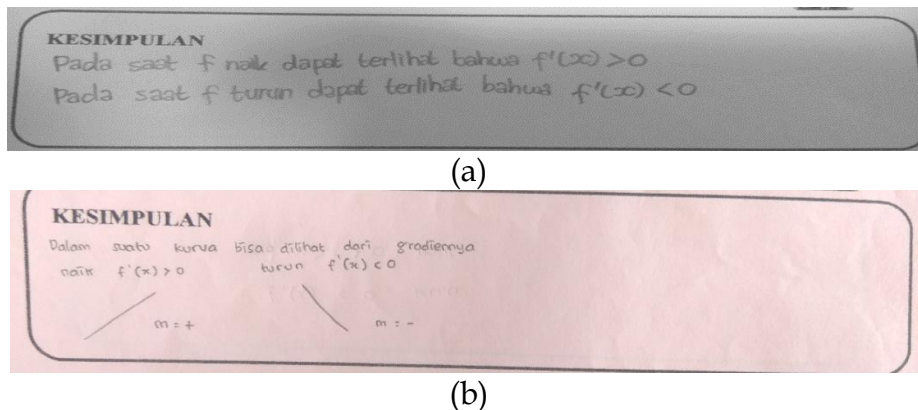 KESIMPULAN
Pada saat f naik dapat terlihat bahwa f'(x) > 0
Pada saat f turun dapat terlihat bahwa f'(x) < 0
(a)
KESIMPULAN
Dalam suatu kurva bisa dilihat dari gradiennya
naik f'(x) > 0 turun f'(x) < 0
m = + m = -
(b)